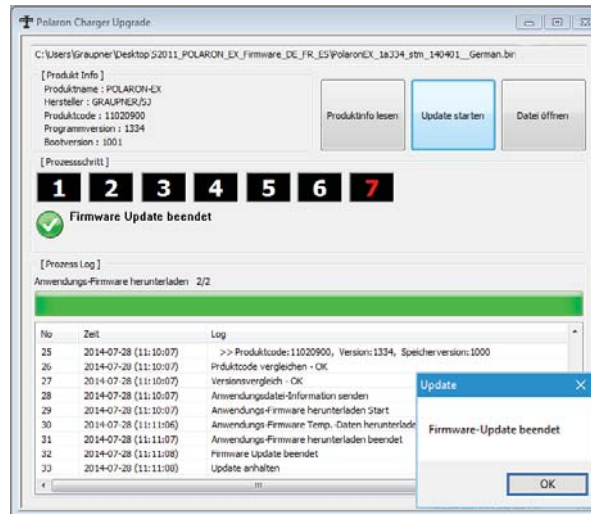 Polaron Charger Upgrade
C:\Users\Graupner\Desktop\S2011_POLARON_EX_Firmware_DE_FR_ES\PolaronEX_1a334_stm_140401__German.bin
[ Produkt Info ]
Produktname : POLARON-EX
Hersteller : GRAUPNER/SJ
Produktcode : 11020900
Programmversion : 1334
Bootversion : 1001
Produktinfo lesen
Update starten
Datei öffnen
[ Prozessschritt ]
1 2 3 4 5 6 7
Firmware Update beendet
[ Prozess Log ]
Anwendungs-Firmware herunterladen 2/2
No Zeit Log
25 2014-07-28 (11:10:07) >> Produktcode:11020900, Version:1334, Speicherversion:1000
26 2014-07-28 (11:10:07) Prduktcode vergleichen - OK
27 2014-07-28 (11:10:07) Versionsvergleich - OK
28 2014-07-28 (11:10:07) Anwendungsdatei-Information senden
29 2014-07-28 (11:10:07) Anwendungs-Firmware herunterladen Start
30 2014-07-28 (11:11:06) Anwendungs-Firmware Temp.-Daten herunterlade
31 2014-07-28 (11:11:07) Anwendungs-Firmware herunterladen beendet
32 2014-07-28 (11:11:08) Firmware Update beendet
33 2014-07-28 (11:11:08) Update anhalten
Update
Firmware-Update beendet
OK